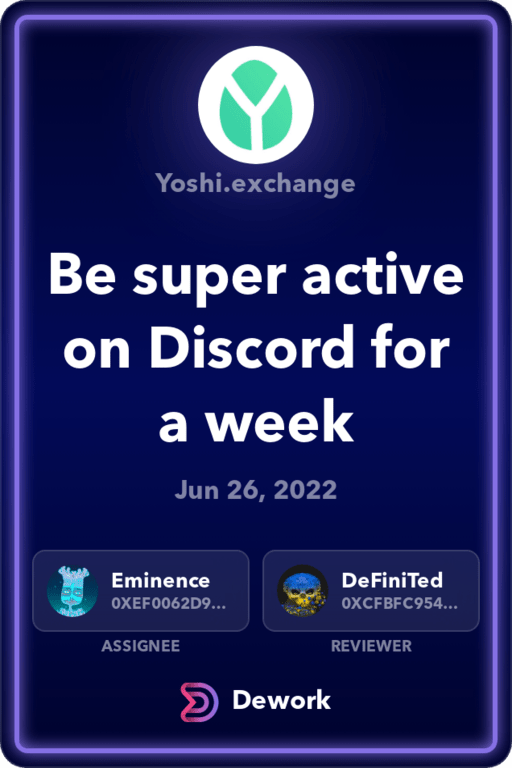 Yoshi.exchange
Be super active
on Discord for
a week
Jun 26, 2022
Eminence
0XEF0062D9...
ASSIGNEE
DeFiniTed
0XCFBFC954...
REVIEWER
Dework